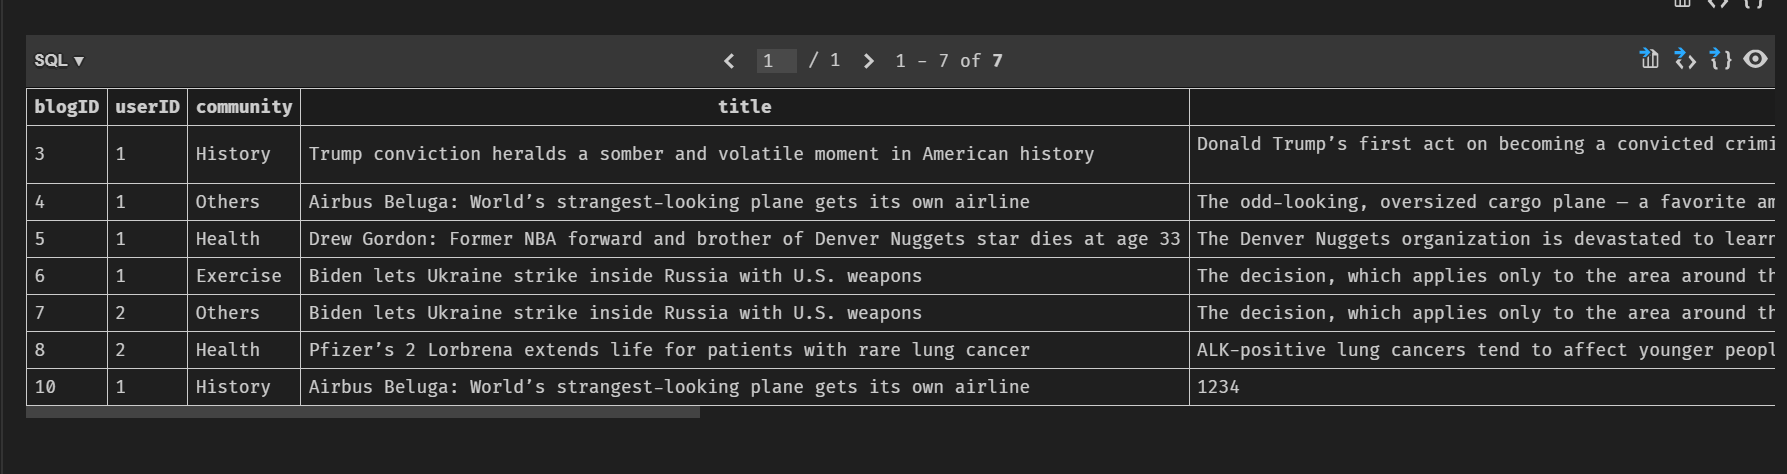 SQL ▼ 1 / 1 1 - 7 of 7
blogID userID community title
3 1 History Trump conviction heralds a somber and volatile moment in American history Donald Trump’s first act on becoming a convicted crimi
4 1 Others Airbus Beluga: World’s strangest-looking plane gets its own airline The odd-looking, oversized cargo plane — a favorite am
5 1 Health Drew Gordon: Former NBA forward and brother of Denver Nuggets star dies at age 33 The Denver Nuggets organization is devastated to learn
6 1 Exercise Biden lets Ukraine strike inside Russia with U.S. weapons The decision, which applies only to the area around th
7 2 Others Biden lets Ukraine strike inside Russia with U.S. weapons The decision, which applies only to the area around th
8 2 Health Pfizer’s 2 Lorbrena extends life for patients with rare lung cancer ALK-positive lung cancers tend to affect younger peopl
10 1 History Airbus Beluga: World’s strangest-looking plane gets its own airline 1234